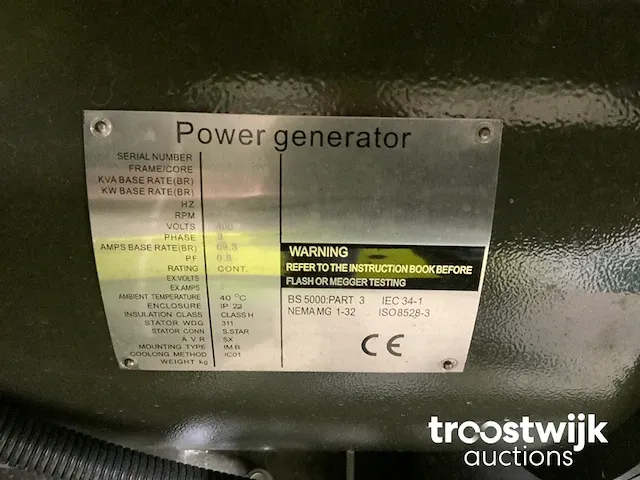 Power generator
SERIAL NUMBER
FRAME/CORE
KVA BASE RATE(BR)
KW BASE RATE(BR)
HZ
RPM
VOLTS 400
PHASE 3
AMPS BASE RATE(BR)
PF 0.8
RATING CONT.
EX.VOLTS
EX.AMPS
AMBIENT TEMPERATURE 40 °C
ENCLOSURE IP 23
INSULATION CLASS CLASS H
STATOR WDG 311
STATOR CONN S.STAR
A V R SX
MOUNTING TYPE IM B
COOLONG METHOD IC01
WEIGHT kg
WARNING
REFER TO THE INSTRUCTION BOOK BEFORE
FLASH OR MEGGER TESTING
BS 5000:PART 3 IEC 34-1
NEMA MG 1-32 ISO 8528-3
CE
troostwijk
auctions